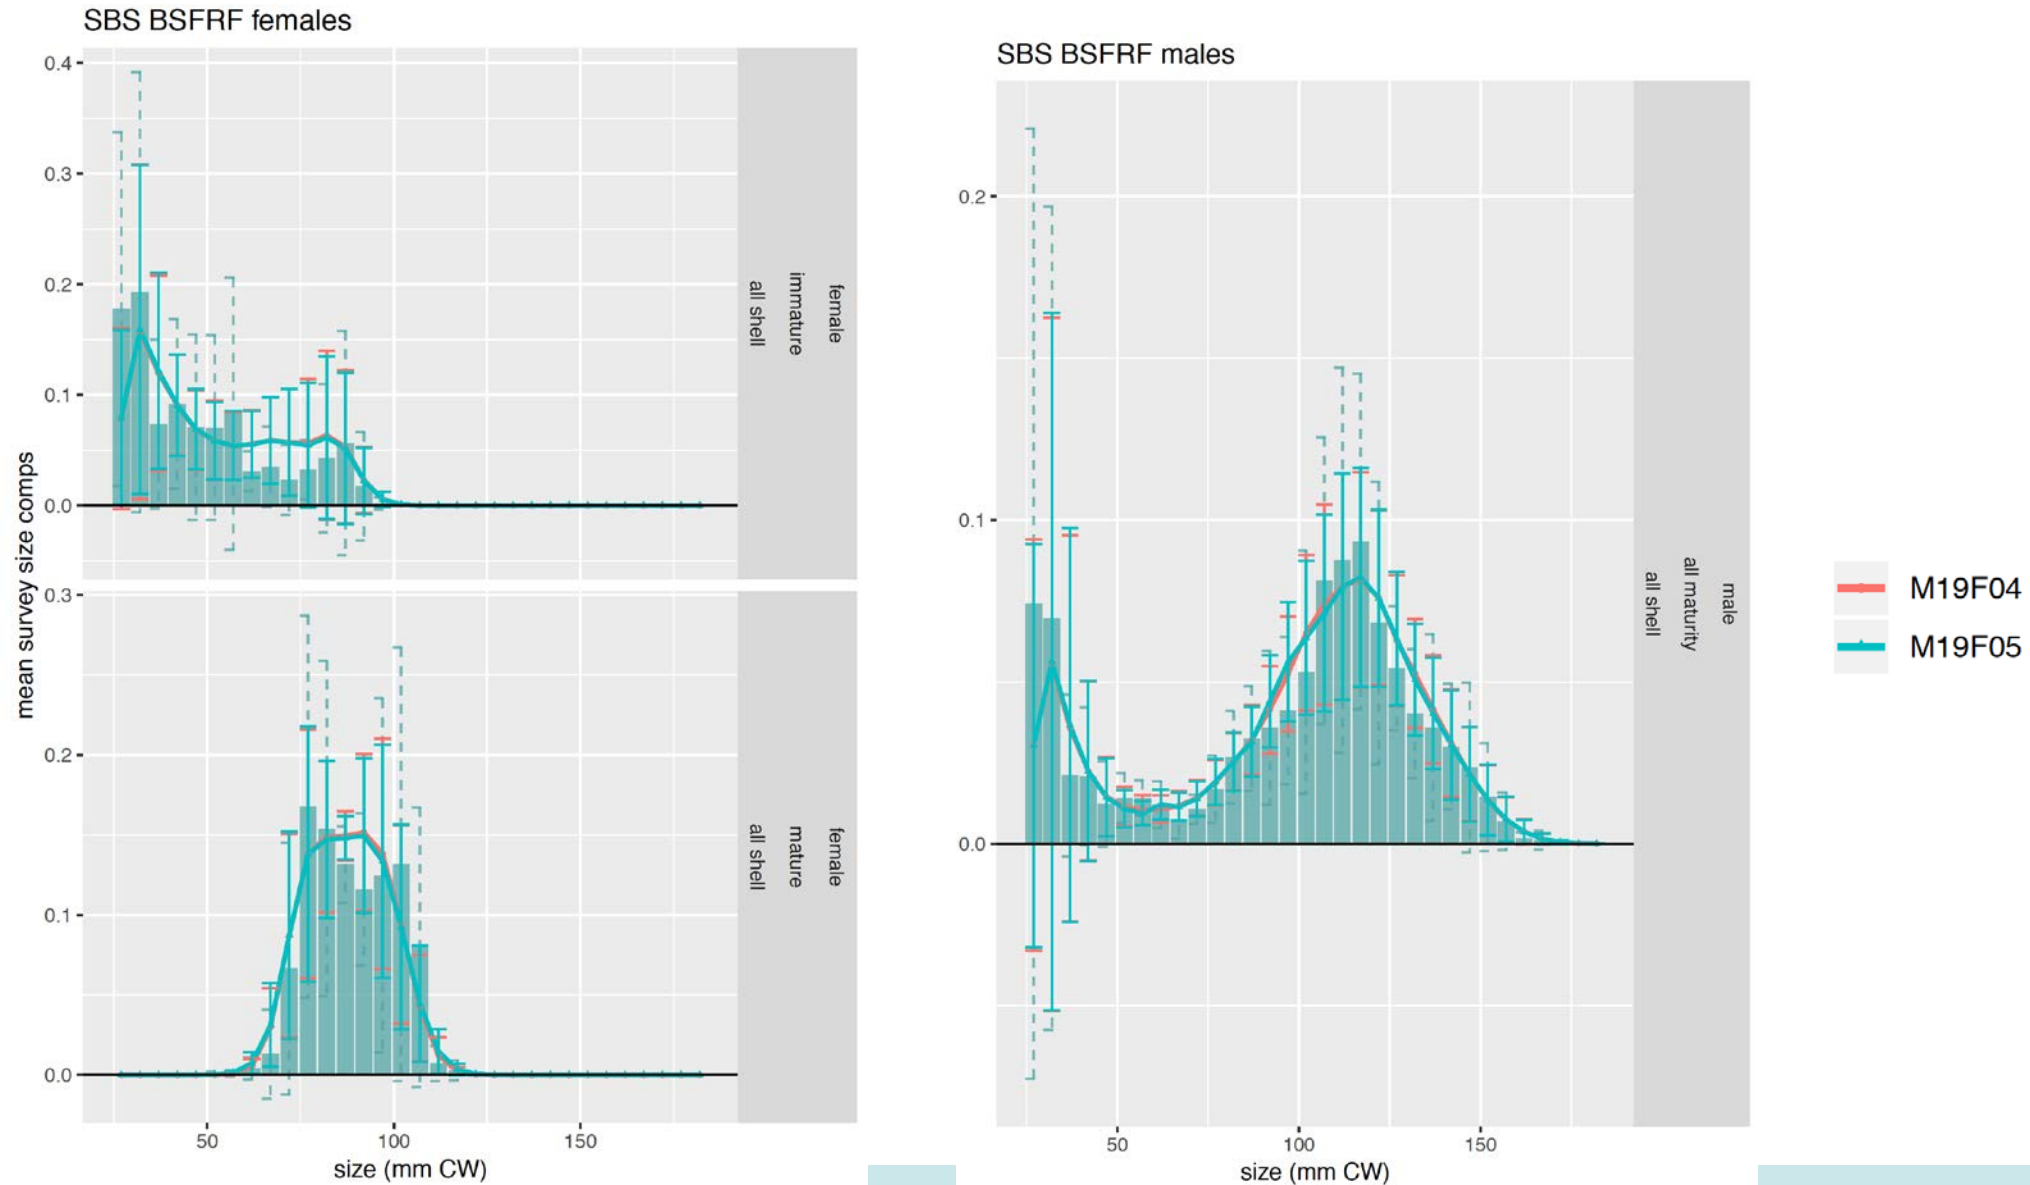 SBS BSFRF females
0.4
0.3
0.2
0.1
0.0
female
immature
all shell
0.3
0.2
0.1
0.0
female
mature
all shell
mean survey size comps
50
100
150
size (mm CW)
SBS BSFRF males
0.2
0.1
0.0
male
all maturity
all shell
50
100
150
size (mm CW)
M19F04
M19F05